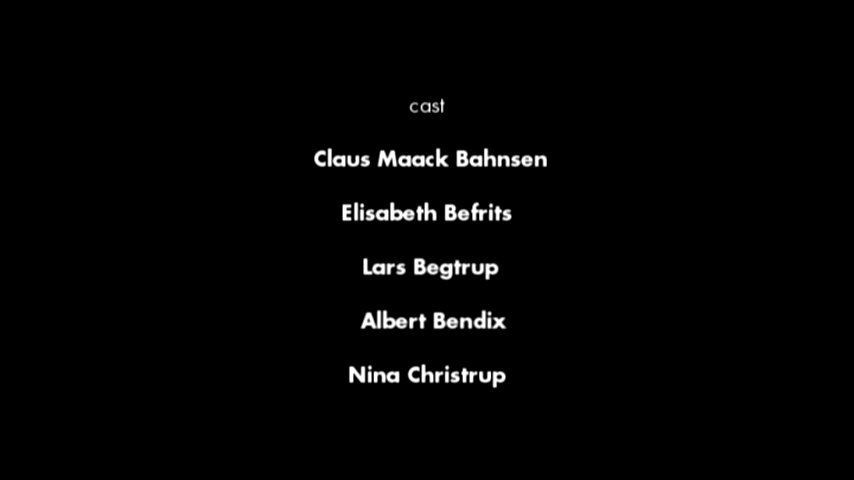 cast
Claus Maack Bahnsen
Elisabeth Befrits
Lars Begtrup
Albert Bendix
Nina Christrup